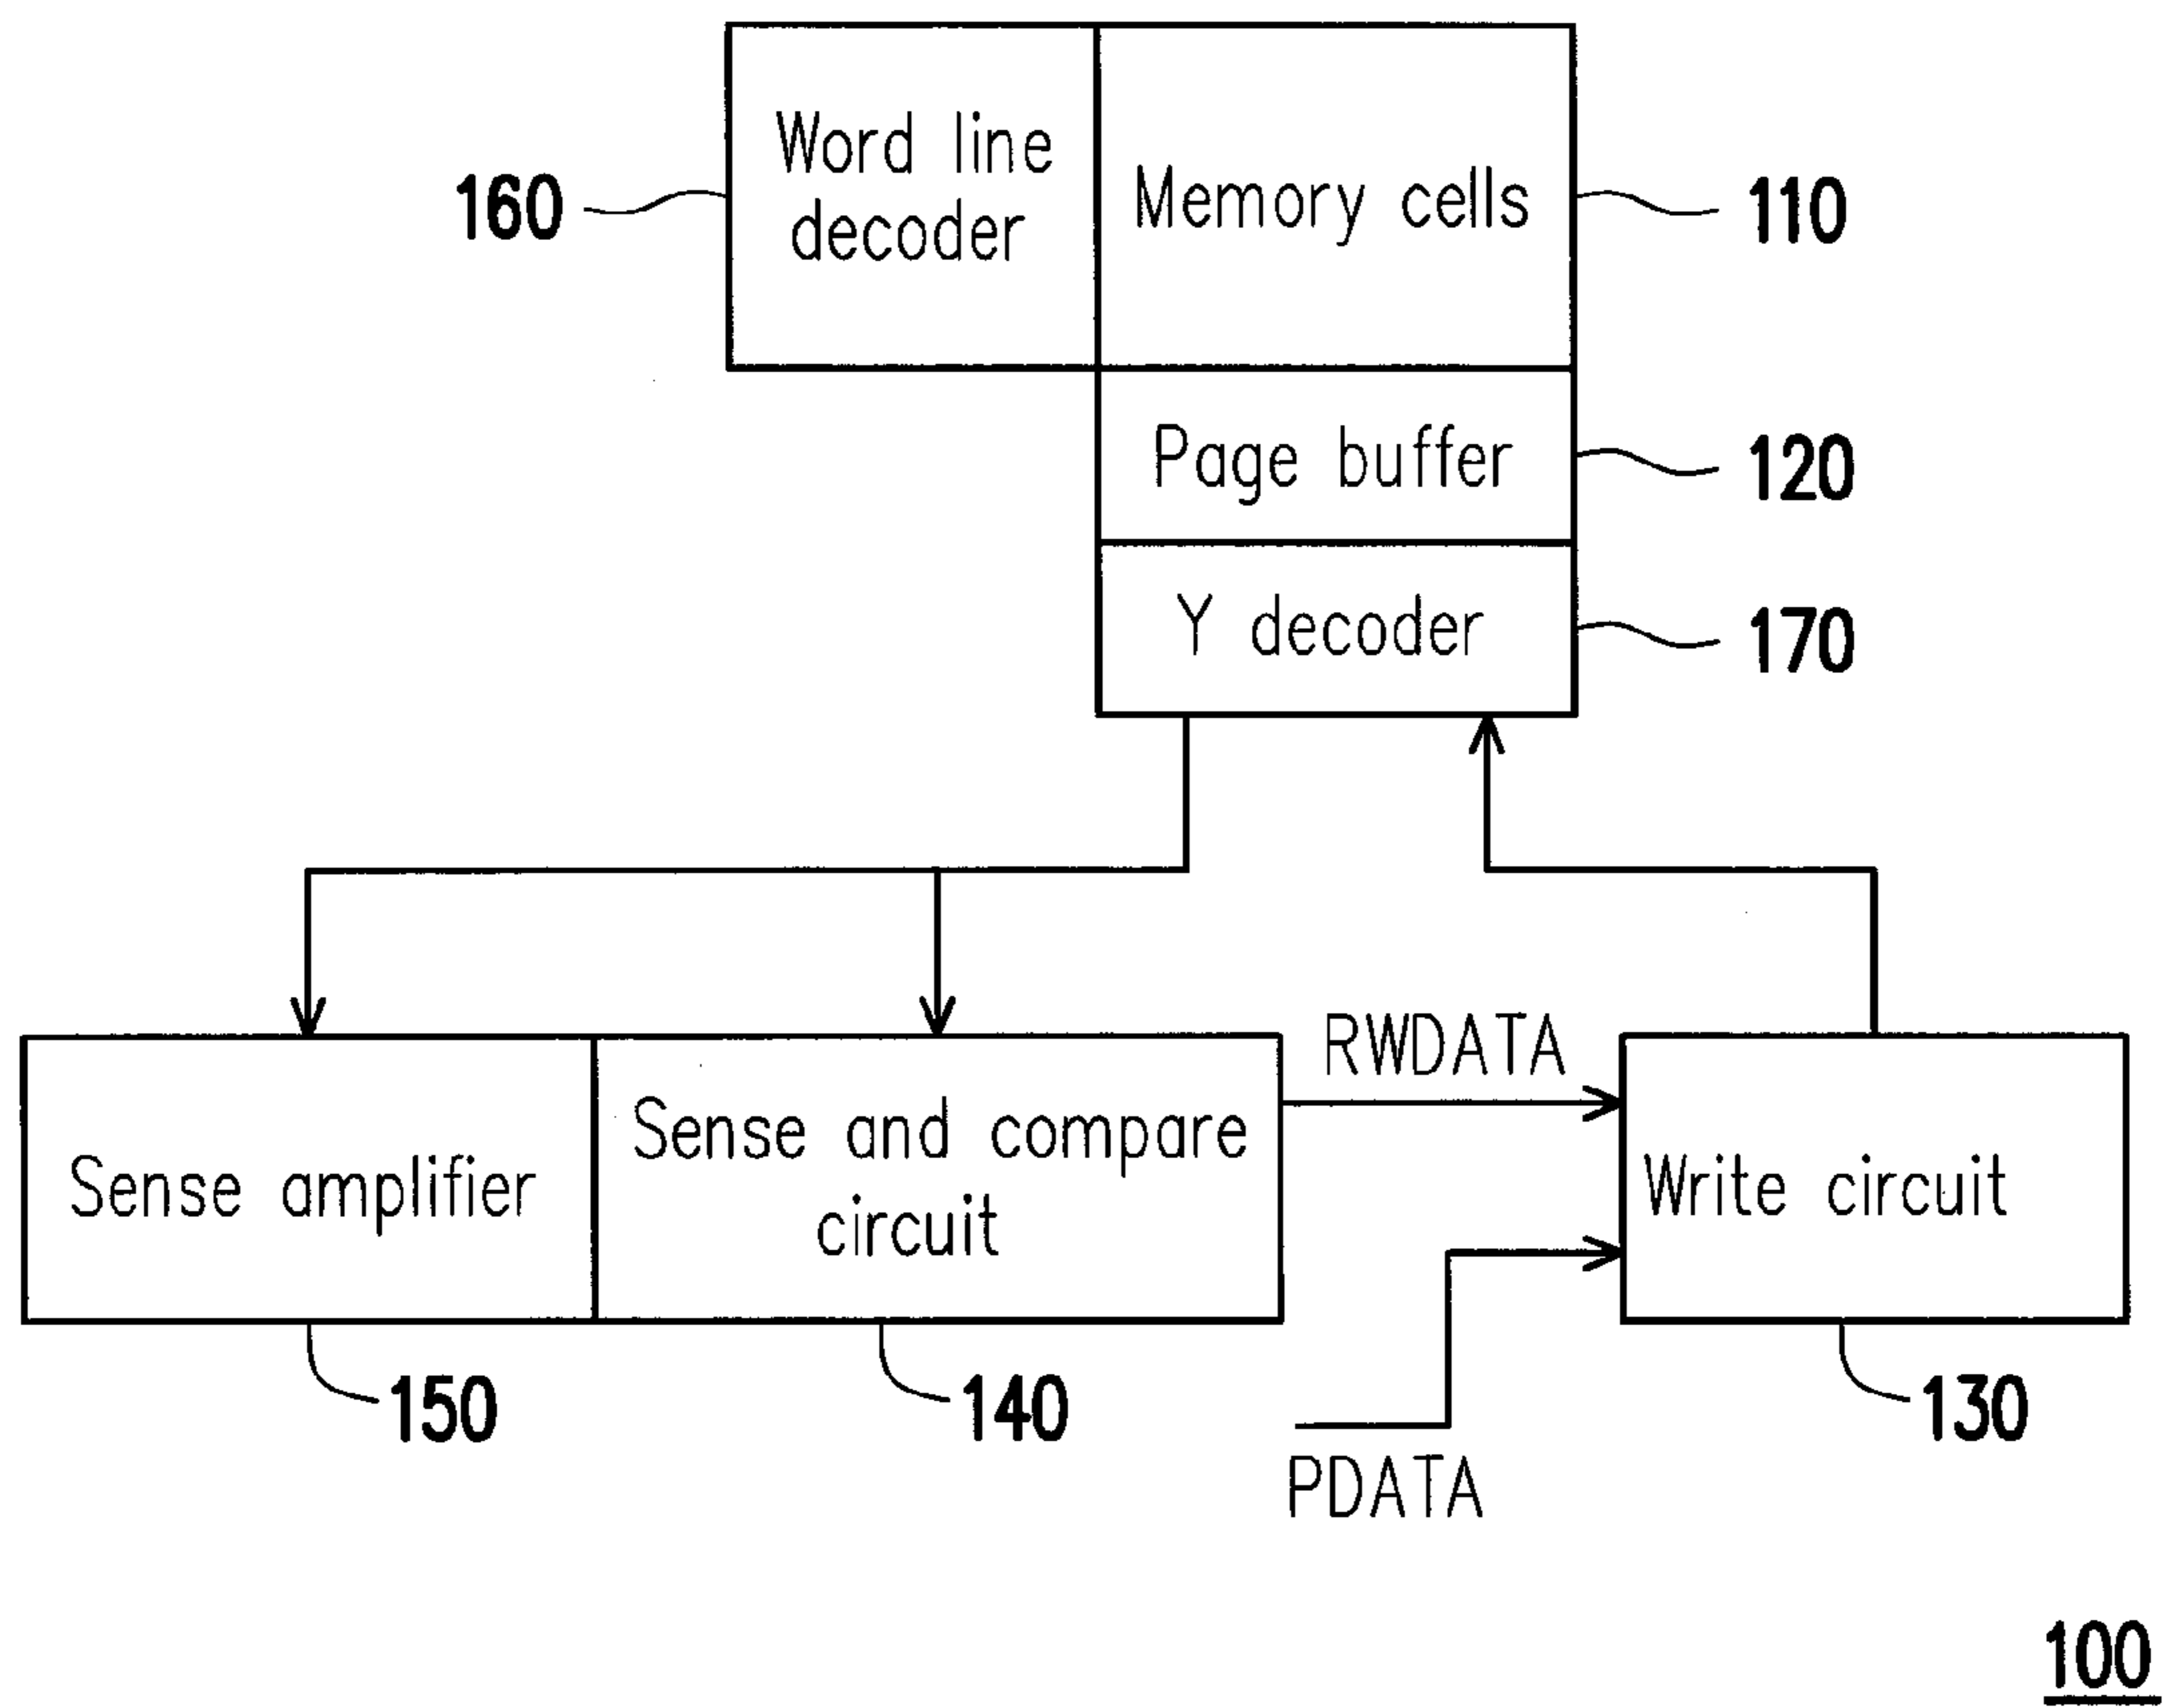 Word line
decoder
Memory cells
160
110
Page buffer
120
Y decoder
170
RWDATA
Sense amplifier
Sense and compare
circuit
Write circuit
150
140
130
PDATA
100